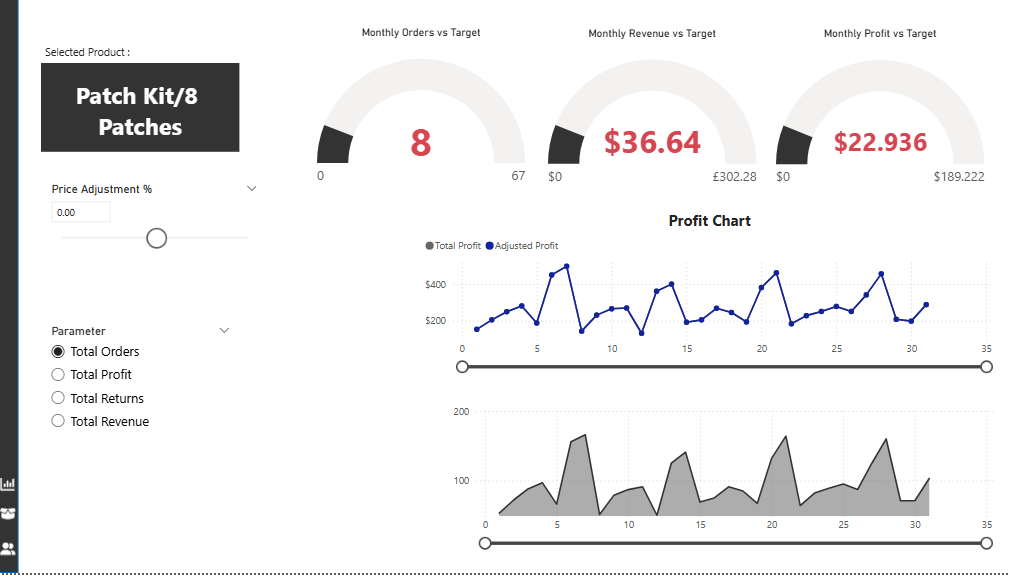 Monthly Orders vs Target
Monthly Revenue vs Target
Monthly Profit vs Target
Selected Product :
Patch Kit/8
Patches
8
0
67
$36.64
$0
£302.28
$22.936
$0
$189.222
Price Adjustment %
0.00
Parameter
Total Orders
Total Profit
Total Returns
Total Revenue
Profit Chart
Total Profit Adjusted Profit
$400
$200
0 5 10 15 20 25 30 35
200
100
0 5 10 15 20 25 30 35